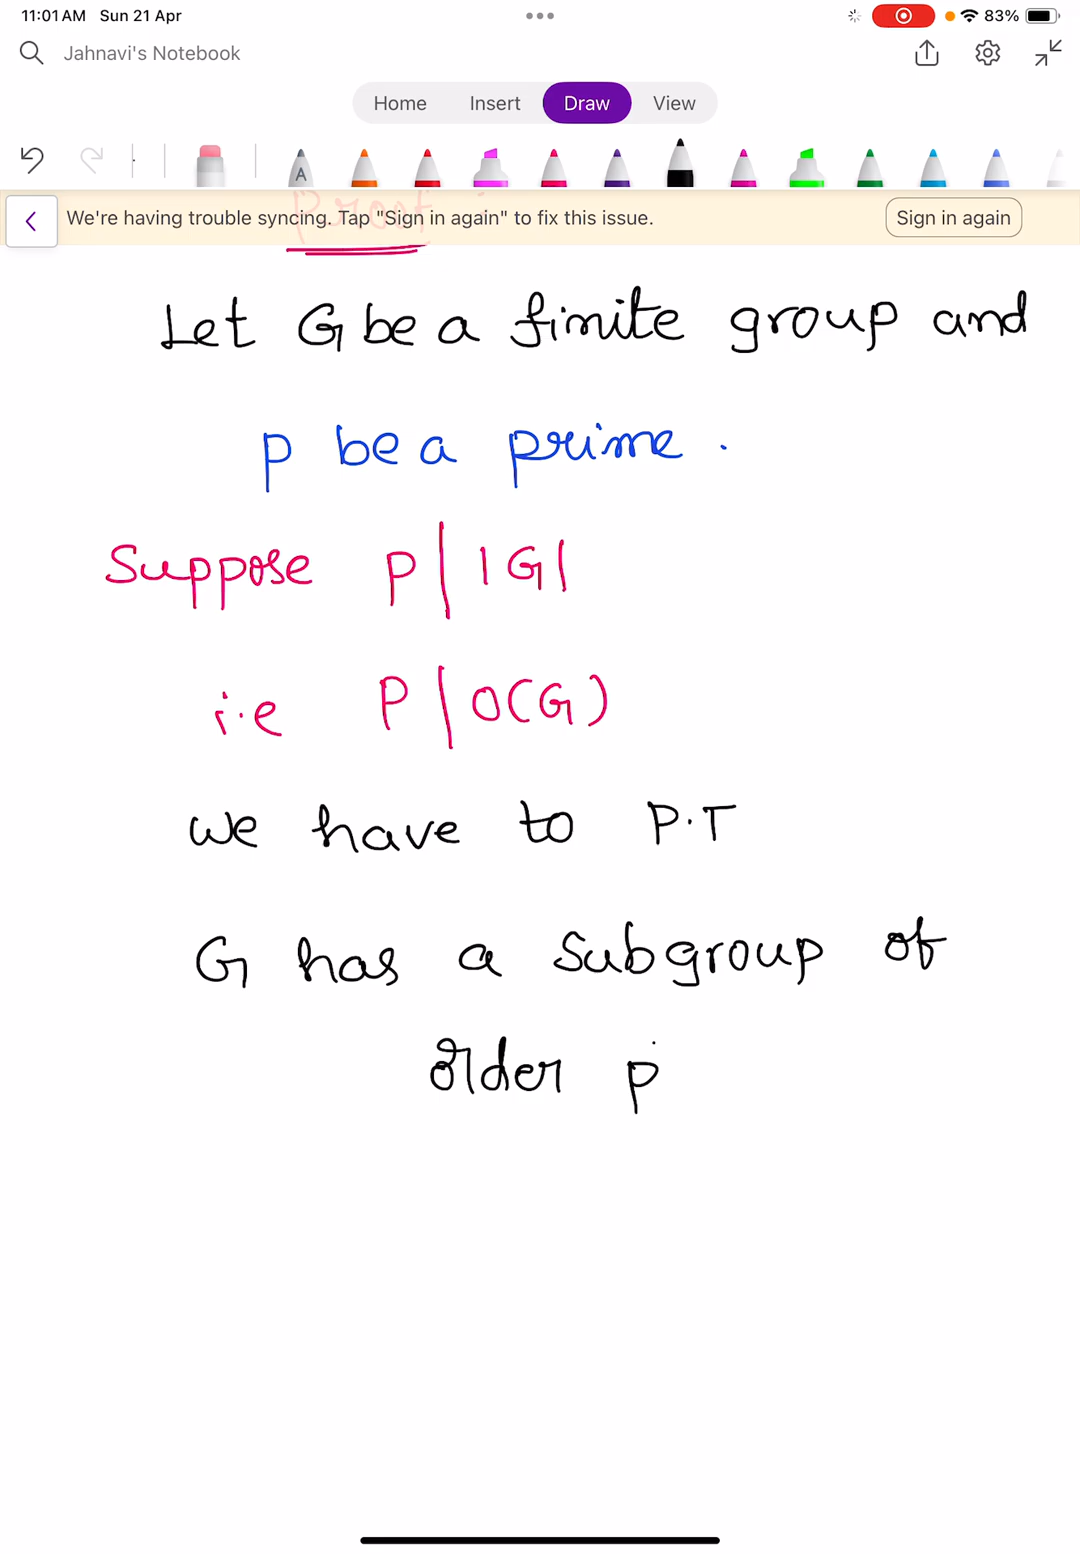 11:01 AM Sun 21 Apr
83%
Jahnavi's Notebook
Home Insert Draw View
A
Proof
We're having trouble syncing. Tap "Sign in again" to fix this issue.
Sign in again
Let G be a finite group and
p be a prime.
Suppose P | |G|
i.e P | O(G)
we have to P.T
G has a subgroup of
order p